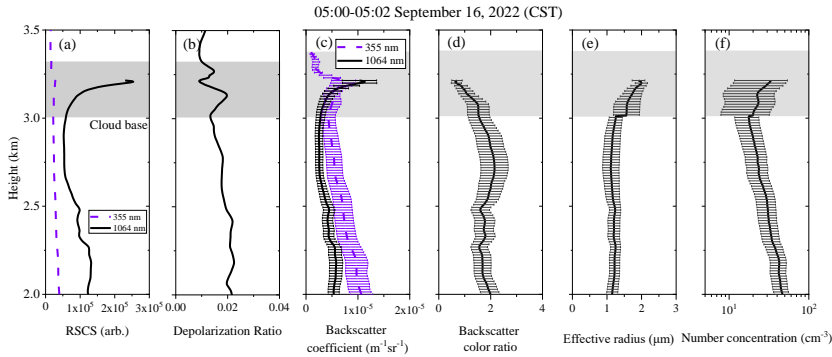 05:00-05:02 September 16, 2022 (CST)
3.5
3.0
2.5
2.0
Height (km)
(a)
Cloud base
355 nm
1064 nm
0 1x10⁵ 2x10⁵ 3x10⁵
RSCS (arb.)
(b)
0.00 0.02 0.04
Depolarization Ratio
(c)
355 nm
1064 nm
0 1x10⁻⁵ 2x10⁻⁵
Backscatter
coefficient (m⁻¹sr⁻¹)
(d)
0 2 4
Backscatter
color ratio
(e)
0 1 2 3
Effective radius (μm)
(f)
10¹ 10²
Number concentration (cm⁻³)